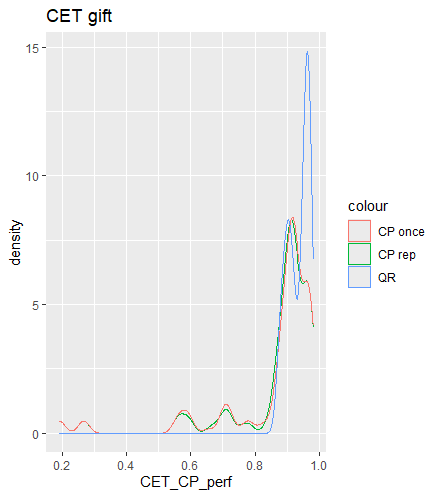 CET gift
15
10
5
0
density
0.2 0.4 0.6 0.8 1.0
CET_CP_perf
colour
CP once
CP rep
QR